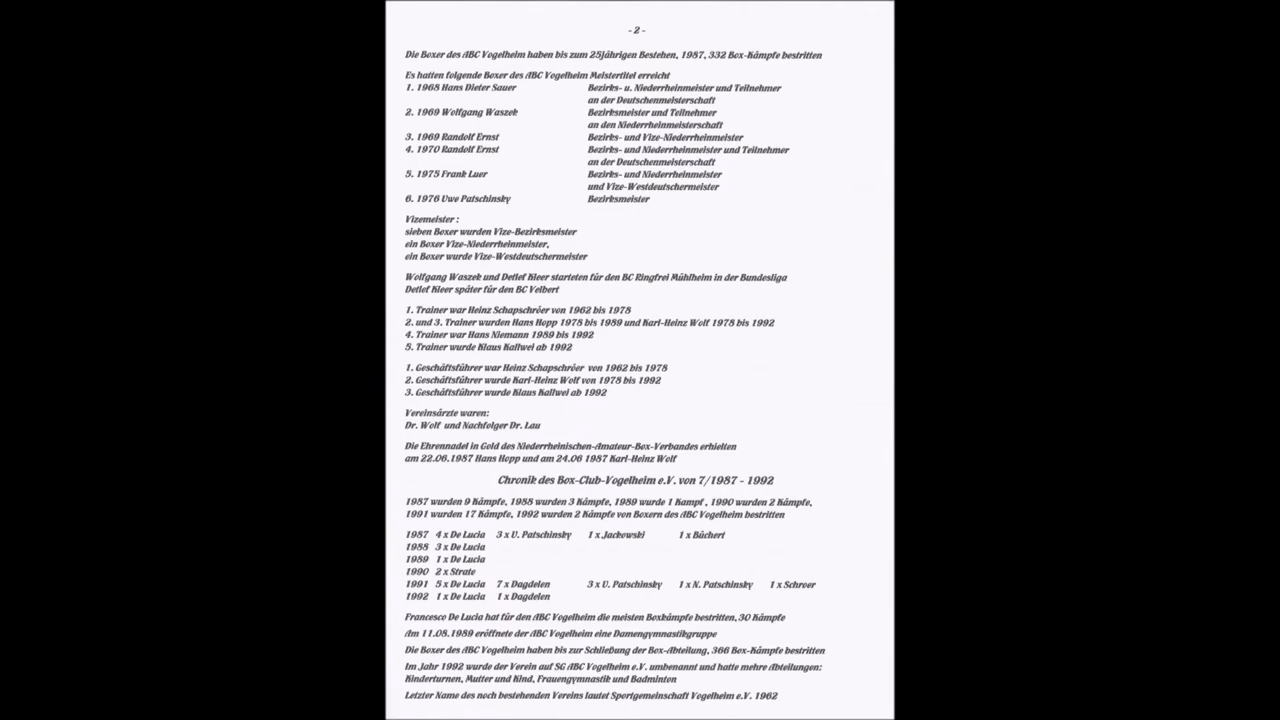 - 2 -
Die Boxer des ABC Vogelheim haben bis zum 25jährigen Bestehen, 1987, 332 Box-Kämpfe bestritten
Es hatten folgende Boxer des ABC Vogelheim Meistertitel erreicht
1. 1968 Hans Dieter Sauer Bezirks- u. Niederrheinmeister und Teilnehmer
an der Deutschenmeisterschaft
2. 1969 Wolfgang Waszek Bezirksmeister und Teilnehmer
an den Niederrheinmeisterschaft
3. 1969 Randolf Ernst Bezirks- und Vize-Niederrheinmeister
4. 1970 Randolf Ernst Bezirks- und Niederrheinmeister und Teilnehmer
an der Deutschenmeisterschaft
5. 1975 Frank Luer Bezirks- und Niederrheinmeister
und Vize-Westdeutschermeister
6. 1976 Uwe Patschinsky Bezirksmeister
Vizemeister :
sieben Boxer wurden Vize-Bezirksmeister
ein Boxer Vize-Niederrheinmeister,
ein Boxer wurde Vize-Westdeutschermeister
Wolfgang Waszek und Detlef Kleer starteten für den BC Ringfrei Mühlheim in der Bundesliga
Detlef Kleer später für den BC Velbert
1. Trainer war Heinz Schapschröer von 1962 bis 1978
2. und 3. Trainer wurden Hans Hopp 1978 bis 1989 und Karl-Heinz Wolf 1978 bis 1992
4. Trainer war Hans Niemann 1989 bis 1992
5. Trainer wurde Klaus Kallwei ab 1992
1. Geschäftsführer war Heinz Schapschröer von 1962 bis 1978
2. Geschäftsführer wurde Karl-Heinz Wolf von 1978 bis 1992
3. Geschäftsführer wurde Klaus Kallwei ab 1992
Vereinsärzte waren:
Dr. Wolf und Nachfolger Dr. Lau
Die Ehrennadel in Gold des Niederrheinischen-Amateur-Box-Verbandes erhielten
am 22.06.1987 Hans Hopp und am 24.06 1987 Karl-Heinz Wolf
Chronik des Box-Club-Vogelheim e.V. von 7/1987 - 1992
1987 wurden 9 Kämpfe, 1988 wurden 3 Kämpfe, 1989 wurde 1 Kampf , 1990 wurden 2 Kämpfe,
1991 wurden 17 Kämpfe, 1992 wurden 2 Kämpfe von Boxern des ABC Vogelheim bestritten
1987 4 x De Lucia 3 x U. Patschinsky 1 x Jackowski 1 x Büchert
1988 3 x De Lucia
1989 1 x De Lucia
1990 2 x Strate
1991 5 x De Lucia 7 x Dagdelen 3 x U. Patschinsky 1 x N. Patschinsky 1 x Schroer
1992 1 x De Lucia 1 x Dagdelen
Francesco De Lucia hat für den ABC Vogelheim die meisten Boxkämpfe bestritten, 30 Kämpfe
Am 11.08.1989 eröffnete der ABC Vogelheim eine Damengymnastikgruppe
Die Boxer des ABC Vogelheim haben bis zur Schließung der Box-Abteilung, 366 Box-Kämpfe bestritten
Im Jahr 1992 wurde der Verein auf SG ABC Vogelheim e.V. umbenannt und hatte mehre Abteilungen:
Kinderturnen, Mutter und Kind, Frauengymnastik und Badminton
Letzter Name des noch bestehenden Vereins lautet Sportgemeinschaft Vogelheim e.V. 1962